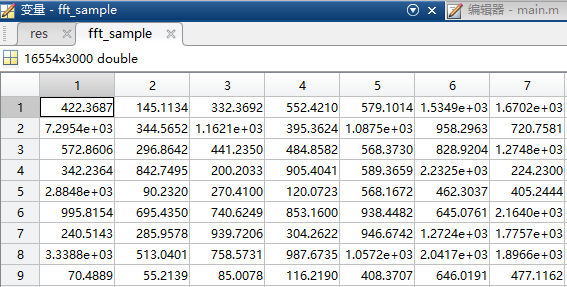 变量 - fft_sample 编辑器 - main.m
res fft_sample
16554x3000 double
1 2 3 4 5 6 7
1 422.3687 145.1134 332.3692 552.4210 579.1014 1.5349e+03 1.6702e+03
2 7.2954e+03 344.5652 1.1621e+03 395.3624 1.0875e+03 958.2963 720.7581
3 572.8606 296.8642 441.2350 484.8582 568.3730 828.9204 1.2748e+03
4 342.2364 842.7495 200.2033 905.4041 589.3659 2.2325e+03 224.2300
5 2.8848e+03 90.2320 270.4100 120.0723 568.1672 462.3037 405.2444
6 995.8154 695.4350 740.6249 853.1600 938.4482 645.0761 2.1640e+03
7 240.5143 285.9578 939.7206 304.2622 946.6742 1.2724e+03 1.7757e+03
8 3.3388e+03 513.0401 758.5731 987.6735 1.0572e+03 2.0417e+03 1.8966e+03
9 70.4889 55.2139 85.0078 116.2190 408.3707 646.0191 477.1162